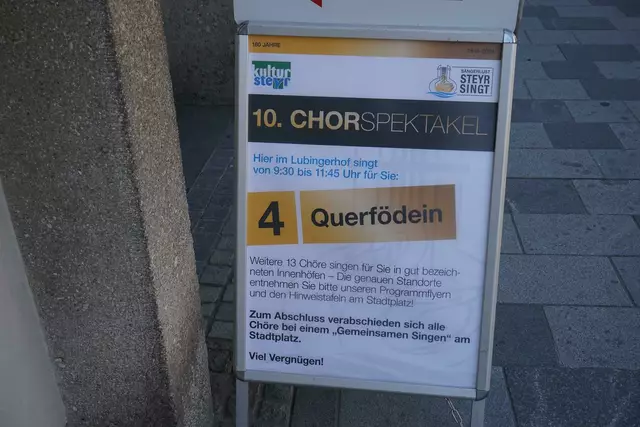 160 JAHRE
kultur
steyr
SÄNGERLUST
STEYR
SINGT
10. CHORSPEKTAKEL
Hier im Lubingerhof singt
von 9:30 bis 11:45 Uhr für Sie:
4 Querfödein
Weitere 13 Chöre singen für Sie in gut bezeich-
neten Innenhöfen – Die genauen Standorte
entnehmen Sie bitte unseren Programmflyern
und den Hinweistafeln am Stadtplatz!
Zum Abschluss verabschieden sich alle
Chöre bei einem „Gemeinsamen Singen“ am
Stadtplatz.
Viel Vergnügen!